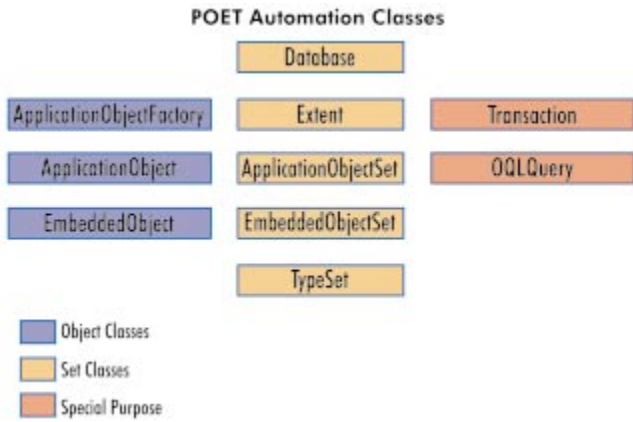 POET Automation Classes
Database
ApplicationObjectFactory
Extent
Transaction
ApplicationObject
ApplicationObjectSet
OQLQuery
EmbeddedObject
EmbeddedObjectSet
TypeSet
Object Classes
Set Classes
Special Purpose